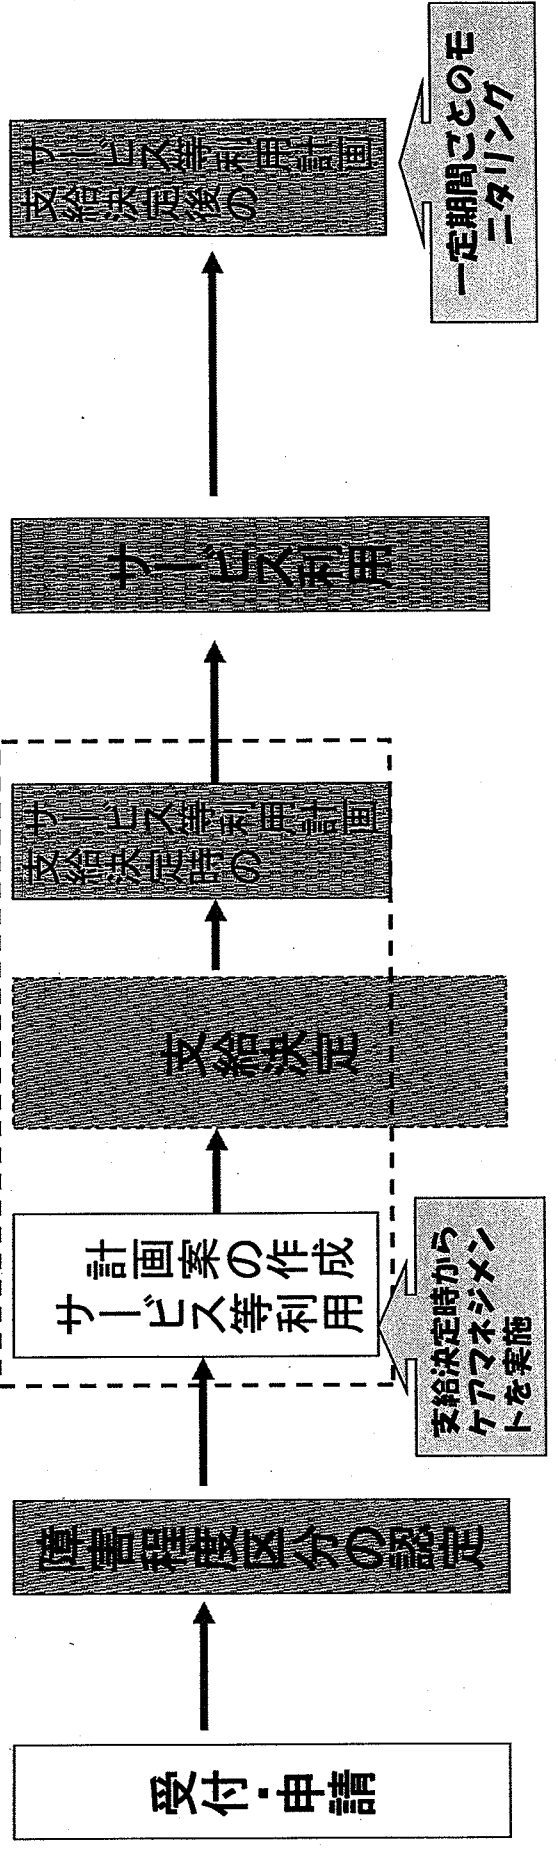 受付・申請
障害程度区分の認定
サービス等利用
計画案の作成
支給決定時から
ケアマネジメン
トを実施
支給決定
支給決定時の
サービス等利用計画
サービス利用
支給決定後の
サービス等利用計画
一定期間ごとのモ
ニタリング